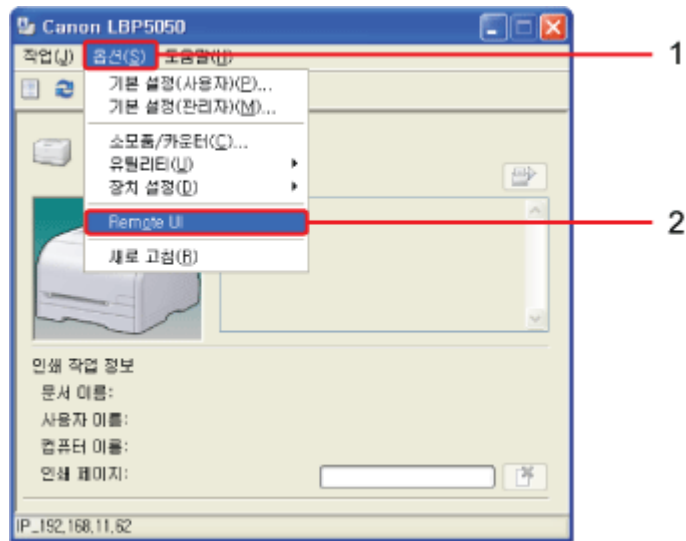 Canon LBP5050
작업(J) 옵션(S) 도움말(H)
1
기본 설정(사용자)(P)...
기본 설정(관리자)(M)...
소모품/카운터(C)...
유틸리티(U)
장치 설정(D)
Remote UI
2
새로 고침(R)
인쇄 작업 정보
문서 이름:
사용자 이름:
컴퓨터 이름:
인쇄 페이지:
IP_192,168,11,62